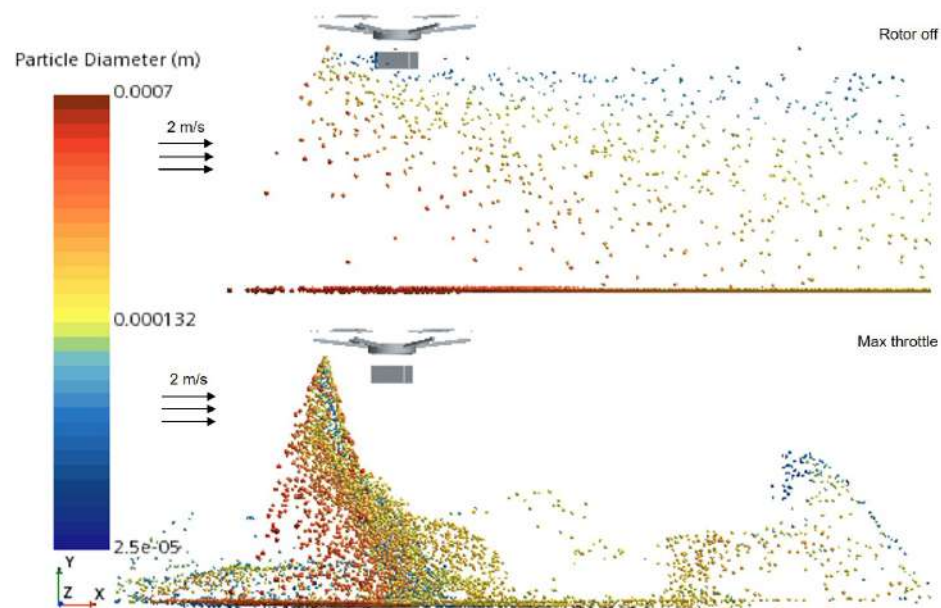 Rotor off
Particle Diameter (m)
0.0007
2 m/s
0.000132
Max throttle
2 m/s
2.5e-05
Y
Z X